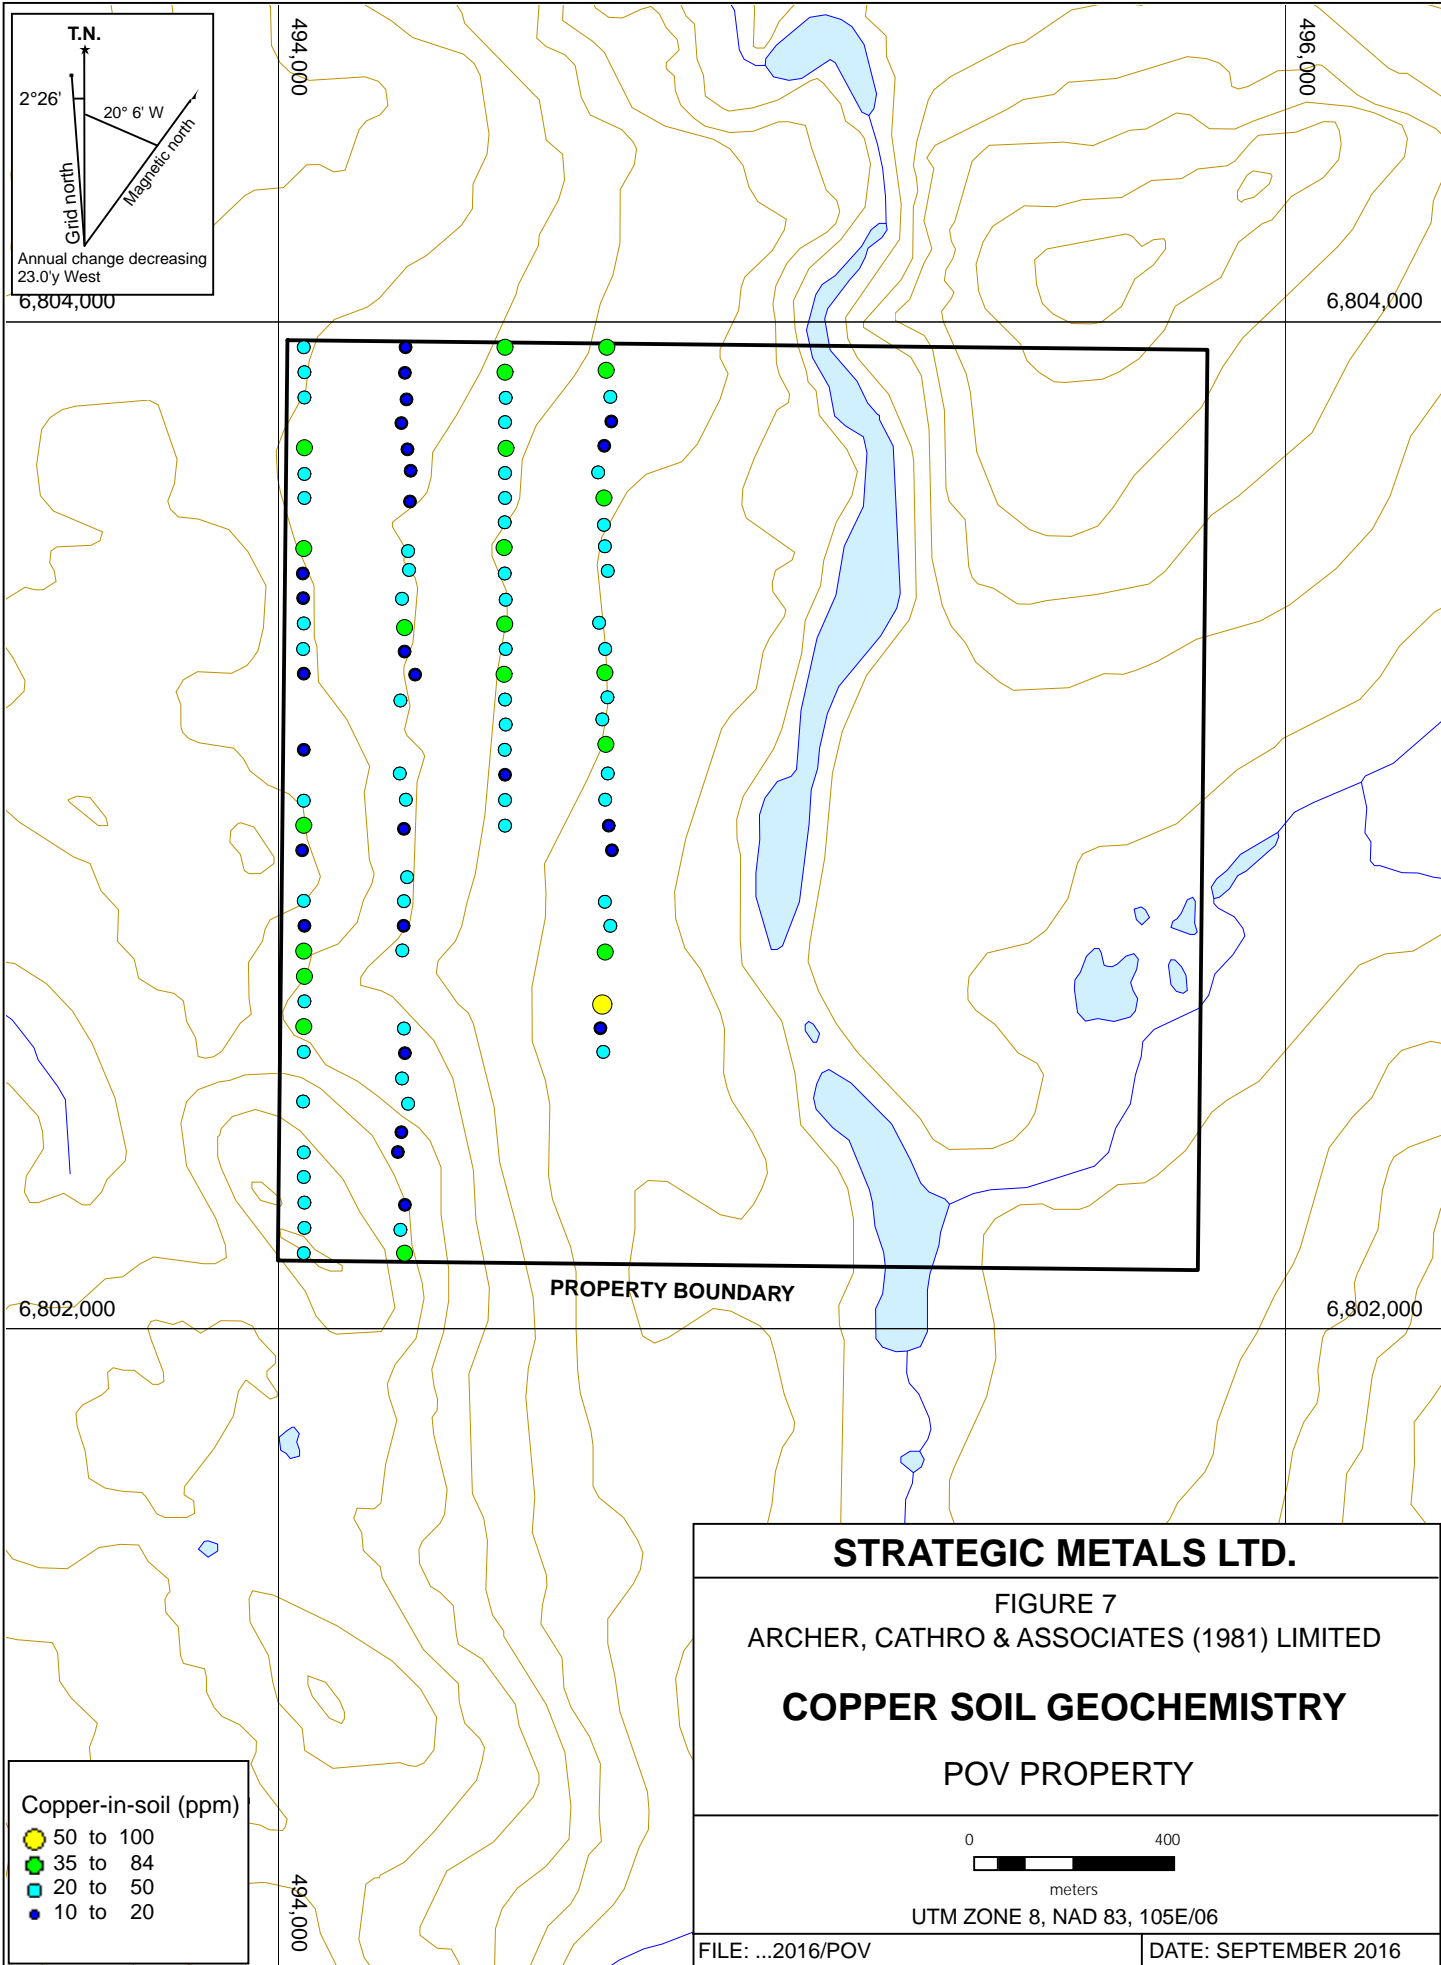 T.N.
2°26'
20° 6' W
Grid north
Magnetic north
Annual change decreasing
23.0'y West
494,000
496,000
6,804,000
6,804,000
PROPERTY BOUNDARY
6,802,000
6,802,000
494,000
Copper-in-soil (ppm)
50 to 100
35 to 84
20 to 50
10 to 20
STRATEGIC METALS LTD.
FIGURE 7
ARCHER, CATHRO & ASSOCIATES (1981) LIMITED
COPPER SOIL GEOCHEMISTRY
POV PROPERTY
0 400
meters
UTM ZONE 8, NAD 83, 105E/06
FILE: ...2016/POV
DATE: SEPTEMBER 2016